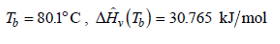 T_b = 80.1°C , ΔĤ_v(T_b) = 30.765 kJ/mol